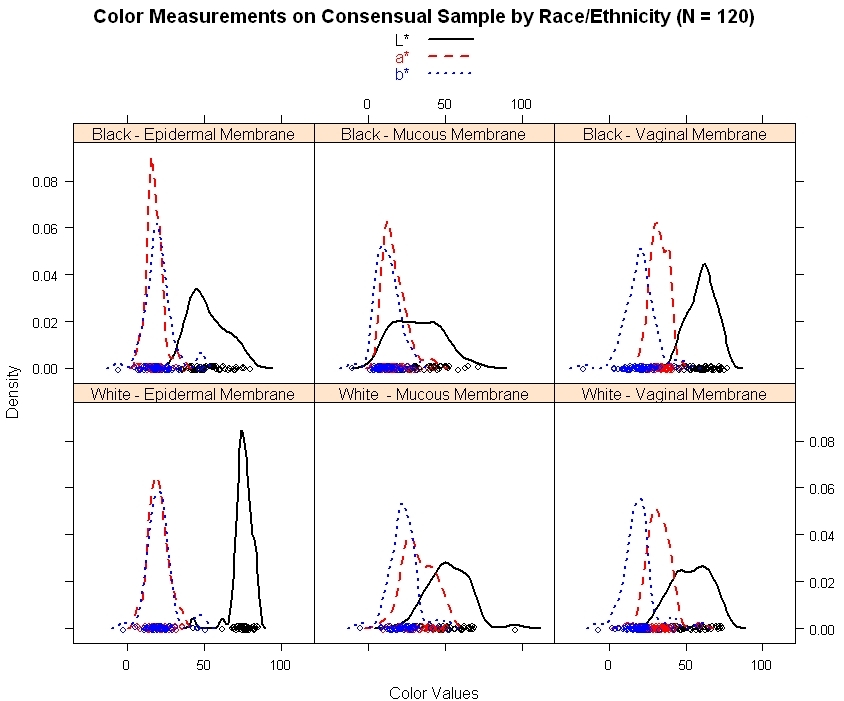 Color Measurements on Consensual Sample by Race/Ethnicity (N = 120)
L*
a*
b*
0 50 100
Black - Epidermal Membrane Black - Mucous Membrane Black - Vaginal Membrane
0.08
0.06
0.04
0.02
0.00
Density
White - Epidermal Membrane White - Mucous Membrane White - Vaginal Membrane
0.08
0.06
0.04
0.02
0.00
0 50 100 0 50 100
Color Values